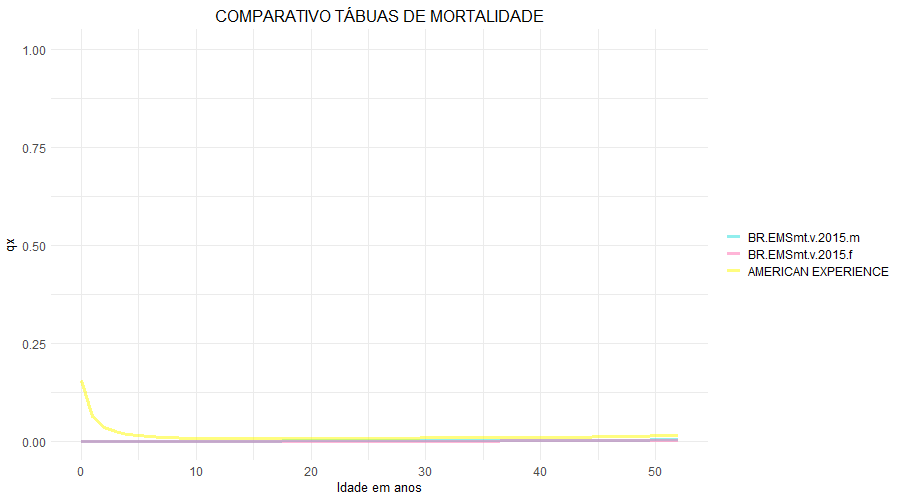 COMPARATIVO TÁBUAS DE MORTALIDADE
1.00
0.75
0.50
0.25
0.00
qx
0 10 20 30 40 50
Idade em anos
BR.EMSmt.v.2015.m
BR.EMSmt.v.2015.f
AMERICAN EXPERIENCE